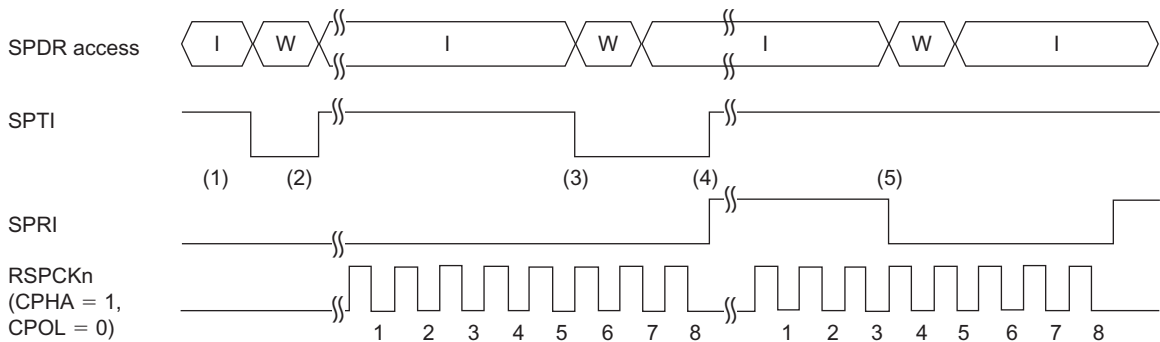 SPDR access I W I W I W I
SPTI
(1) (2) (3) (4) (5)
SPRI
RSPCKn
(CPHA = 1,
CPOL = 0)
1 2 3 4 5 6 7 8 1 2 3 4 5 6 7 8